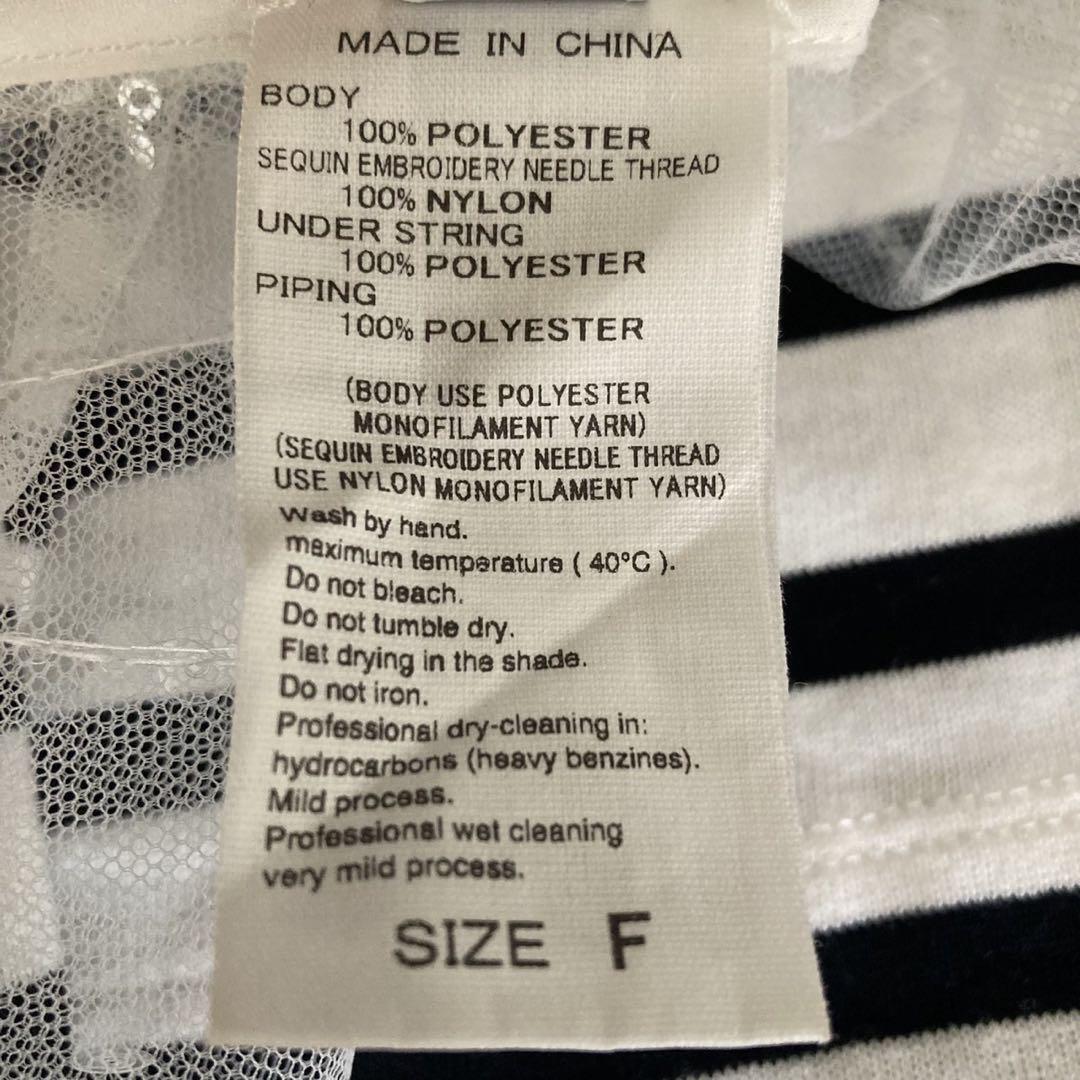 MADE IN CHINA
BODY
100% POLYESTER
SEQUIN EMBROIDERY NEEDLE THREAD
100% NYLON
UNDER STRING
100% POLYESTER
PIPING
100% POLYESTER
(BODY USE POLYESTER
MONOFILAMENT YARN)
(SEQUIN EMBROIDERY NEEDLE THREAD
USE NYLON MONOFILAMENT YARN)
Wash by hand.
maximum temperature ( 40°C ).
Do not bleach.
Do not tumble dry.
Flat drying in the shade.
Do not iron.
Professional dry-cleaning in:
hydrocarbons (heavy benzines).
Mild process.
Professional wet cleaning
very mild process.
SIZE F